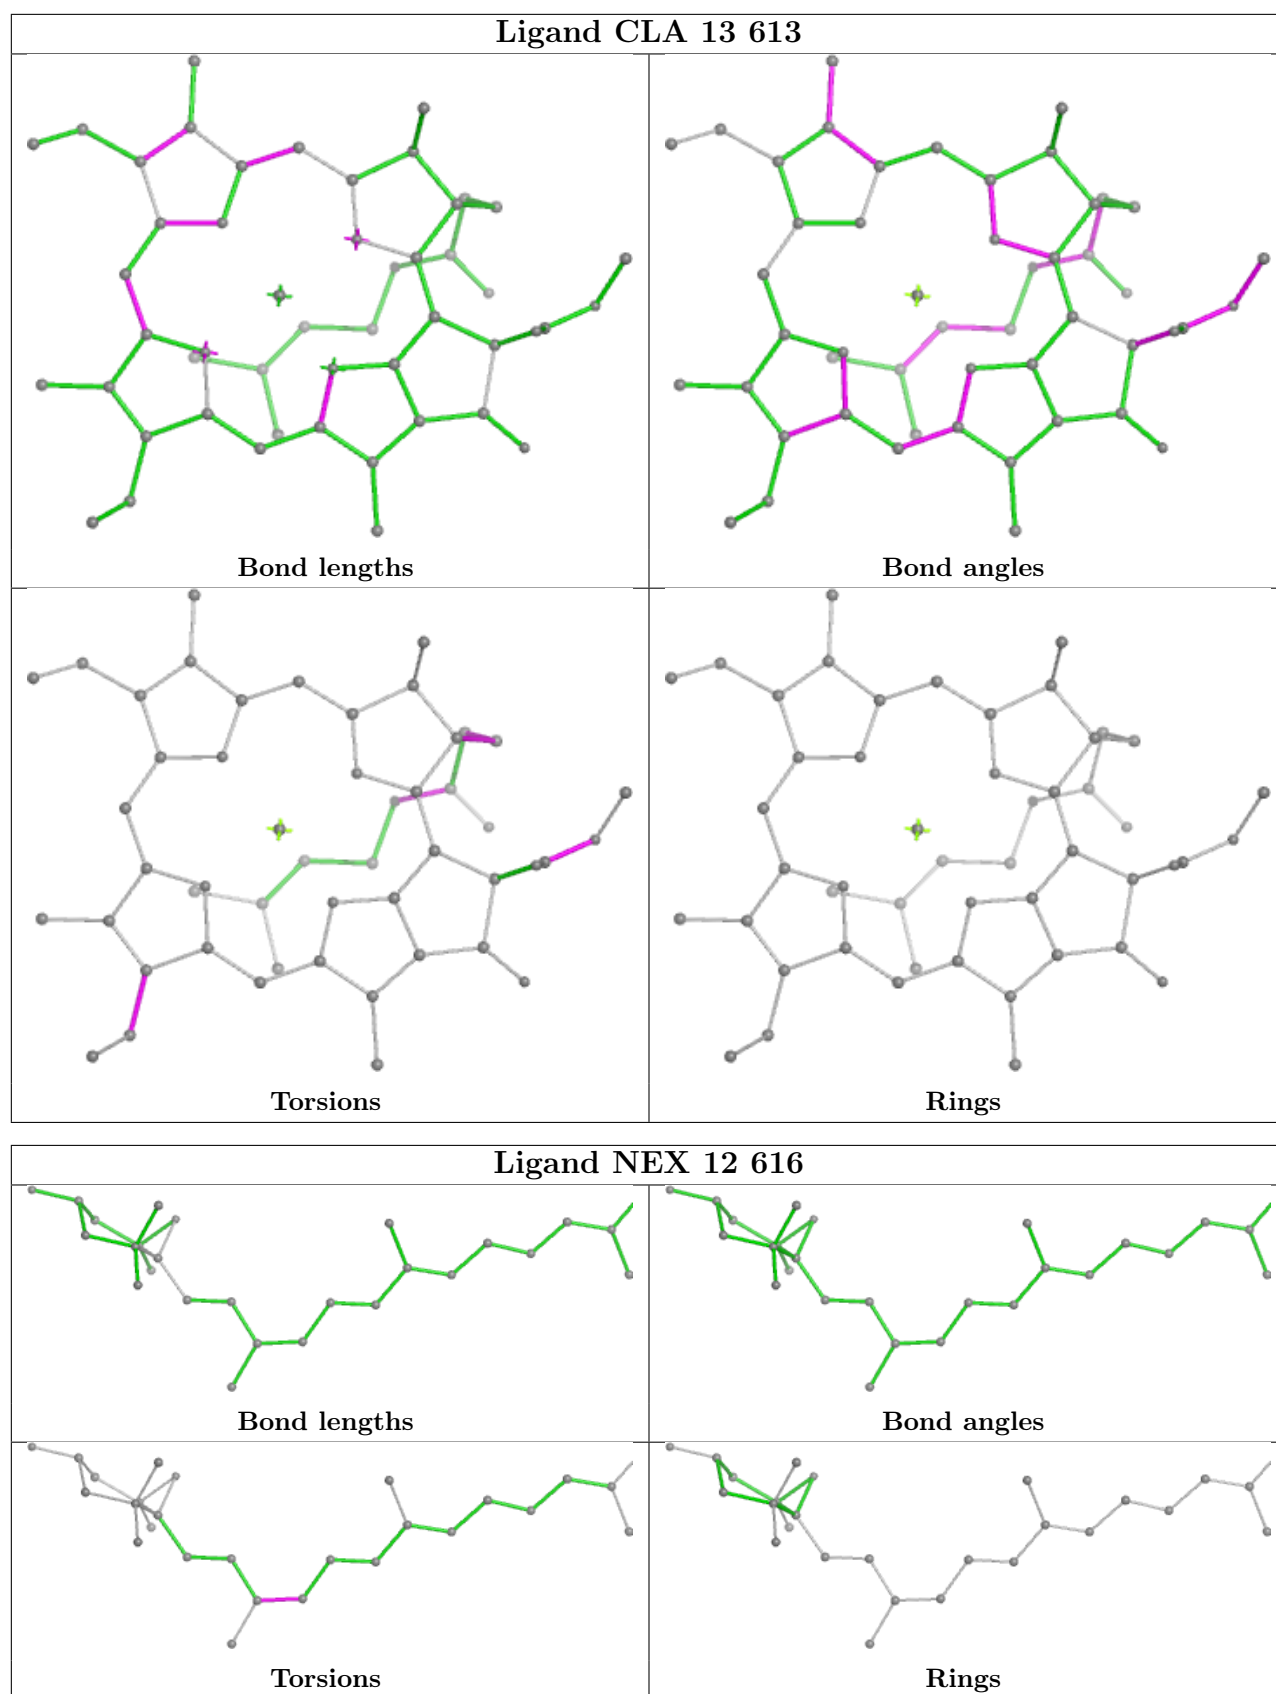 Ligand CLA 13 613
Bond lengths
Bond angles
Torsions
Rings
Ligand NEX 12 616
Bond lengths
Bond angles
Torsions
Rings